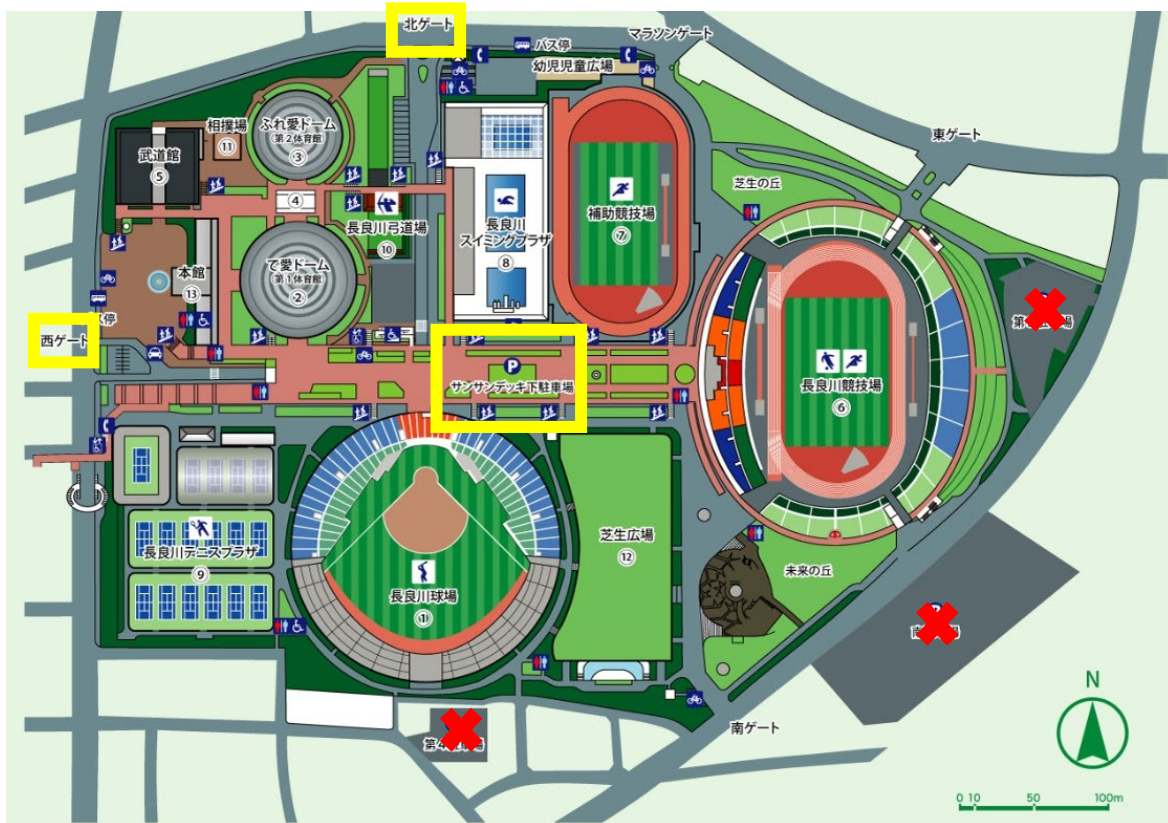 北ゲート
バス停
マラソンゲート
幼児児童広場
東ゲート
相撲場
⑪
ふれ愛ドーム
(第2体育館)
③
武道館
⑤
④
芝生の丘
長良川弓道場
⑩
長良川
スイミングプラザ
⑧
補助競技場
⑦
て愛ドーム
(第1体育館)
②
本館
⑬
ス停
西ゲート
P
サンサンデッキ下駐車場
長良川競技場
⑥
長良川テニスプラザ
⑨
長良川球場
①
芝生広場
⑫
未来の丘
南ゲート
N
0 10 50 100m